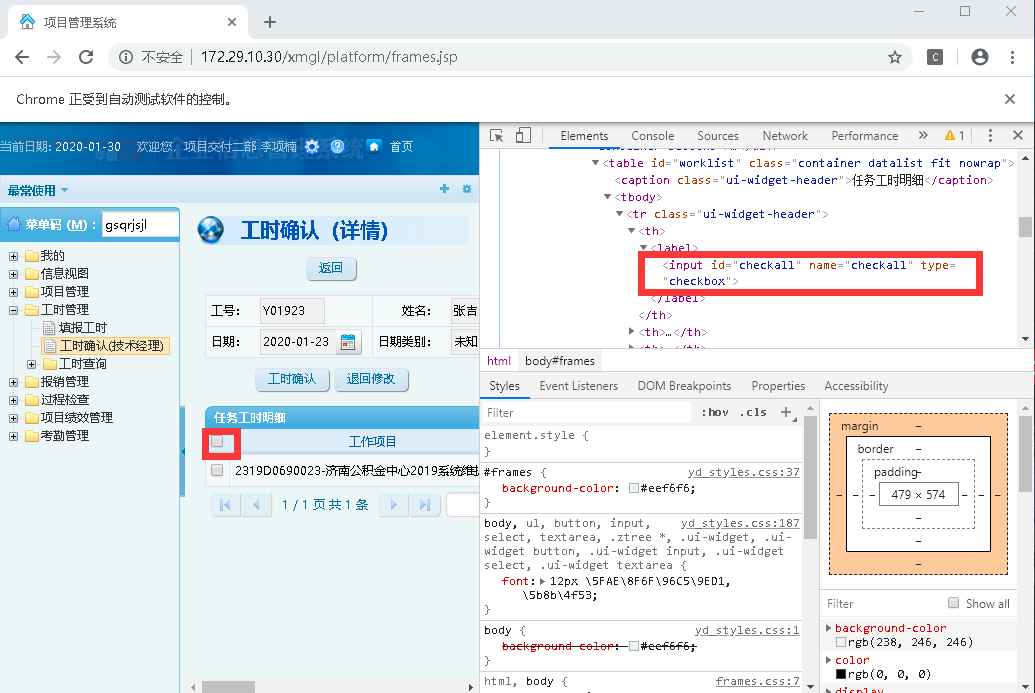 项目管理系统
不安全 172.29.10.30/xmgl/platform/frames.jsp
Chrome 正受到自动测试软件的控制。
当前日期: 2020-01-30 欢迎您, 项目交付二部 李项楠 首页
最常使用
菜单码 (M) : gsqrjsjl
我的
信息视图
项目管理
工时管理
填报工时
工时确认(技术经理)
工时查询
报销管理
过程检查
项目绩效管理
考勤管理
工时确认（详情）
返回
工号: Y01923 姓名: 张吉
日期: 2020-01-23 日期类别: 未知
工时确认 退回修改
任务工时明细
工作项目
2319D0690023-济南公积金中心2019系统维
1 / 1 页 共 1 条
Elements Console Sources Network Performance » 1
<table id="worklist" class="container datalist fit nowrap">
<caption class="ui-widget-header">任务工时明细</caption>
<tbody>
<tr class="ui-widget-header">
<th>
<label>
<input id="checkall" name="checkall" type=
"checkbox">
</label>
</th>
<th>…</th>
html body#frames
Styles Event Listeners DOM Breakpoints Properties Accessibility
Filter :hov .cls +
element.style {
}
#frames { yd_styles.css:37
background-color: #eef6f6;
}
body, ul, button, input, yd_styles.css:187
select, textarea, .ztree *, .ui-widget, .ui-
widget button, .ui-widget input, .ui-widget
select, .ui-widget textarea {
font: 12px \5FAE\8F6F\96C5\9ED1,
\5b8b\4f53;
}
body { yd_styles.css:1
background-color: #eef6f6;
}
html, body { frames.css:7
margin –
border –
padding –
– – – 479 × 574 – – –
–
–
–
Filter Show all
background-color
rgb(238, 246, 246)
color
rgb(0, 0, 0)
display